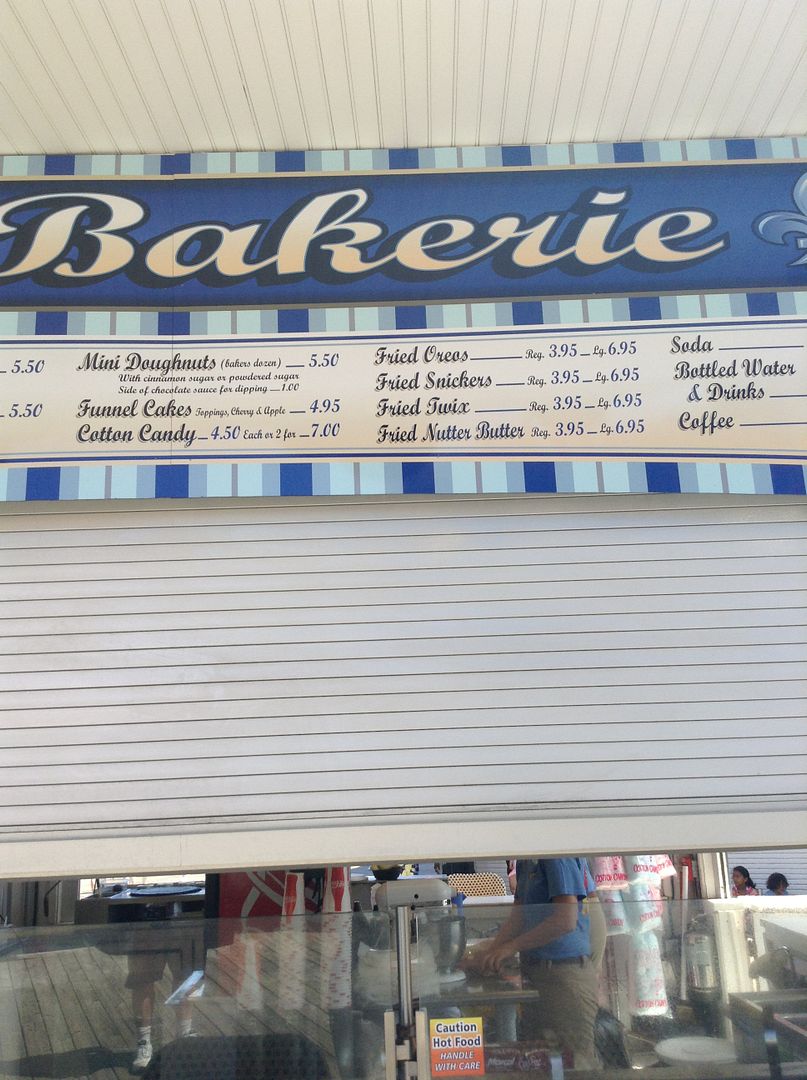 Bakerie
5.50
5.50
Mini Doughnuts (bakers dozen) 5.50
With cinnamon sugar or powdered sugar
Side of chocolate sauce for dipping 1.00
Funnel Cakes Toppings, Cherry & Apple 4.95
Cotton Candy 4.50 Each or 2 for 7.00
Fried Oreos Reg. 3.95 Lg. 6.95
Fried Snickers Reg. 3.95 Lg. 6.95
Fried Twix Reg. 3.95 Lg. 6.95
Fried Nutter Butter Reg. 3.95 Lg. 6.95
Soda
Bottled Water
& Drinks
Coffee
COTTON CANDY
Caution
Hot Food
HANDLE
WITH CARE